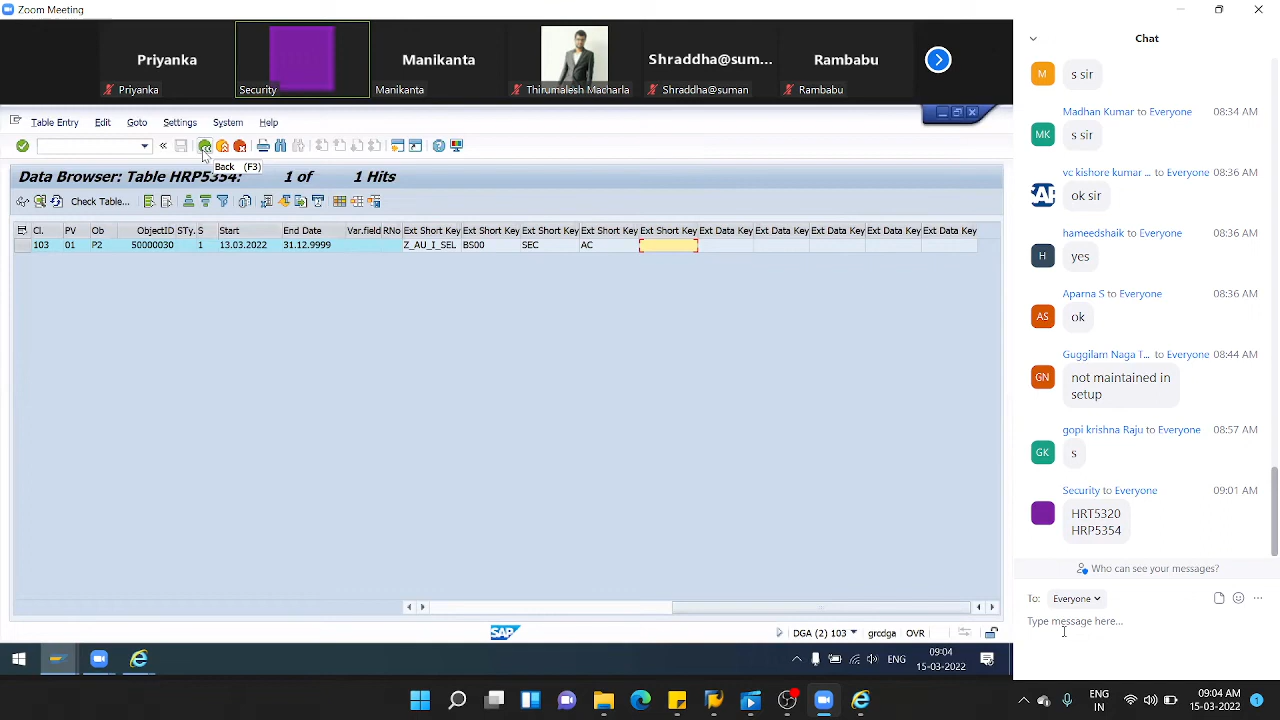 Zoom Meeting
Priyanka
Priyanka
Security
Manikanta
Manikanta
Thirumalesh Macharla
Shraddha@sum...
Shraddha@suman
Rambabu
Rambabu
Table Entry Edit Goto Settings System Help
Back (F3)
Data Browser: Table HRP5354: 1 of 1 Hits
Check Table...
Cl. PV Ob ObjectID STy. S Start End Date Var.field RNo Ext Short Key Ext Short Key Ext Short Key Ext Short Key Ext Short Key Ext Data Key Ext Data Key Ext Data Key Ext Data Key Ext Data Key
103 01 P2 50000030 1 13.03.2022 31.12.9999 Z_AU_I_SEL BS00 SEC AC
SAP
DGA (2) 103 grcdga OVR
ENG
09:04
15-03-2022
Chat
M
s sir
Madhan Kumar to Everyone 08:34 AM
MK
s sir
vc kishore kumar ... to Everyone 08:36 AM
SAP
ok sir
hameedshaik to Everyone 08:36 AM
H
yes
Aparna S to Everyone 08:36 AM
AS
ok
Guggilam Naga T... to Everyone 08:44 AM
GN
not maintained in
setup
gopi krishna Raju to Everyone 08:57 AM
GK
s
Security to Everyone 09:01 AM
HRT5320
HRP5354
Who can see your messages?
To: Everyone
Type message here...
ENG
IN
09:04 AM
15-03-2022
1